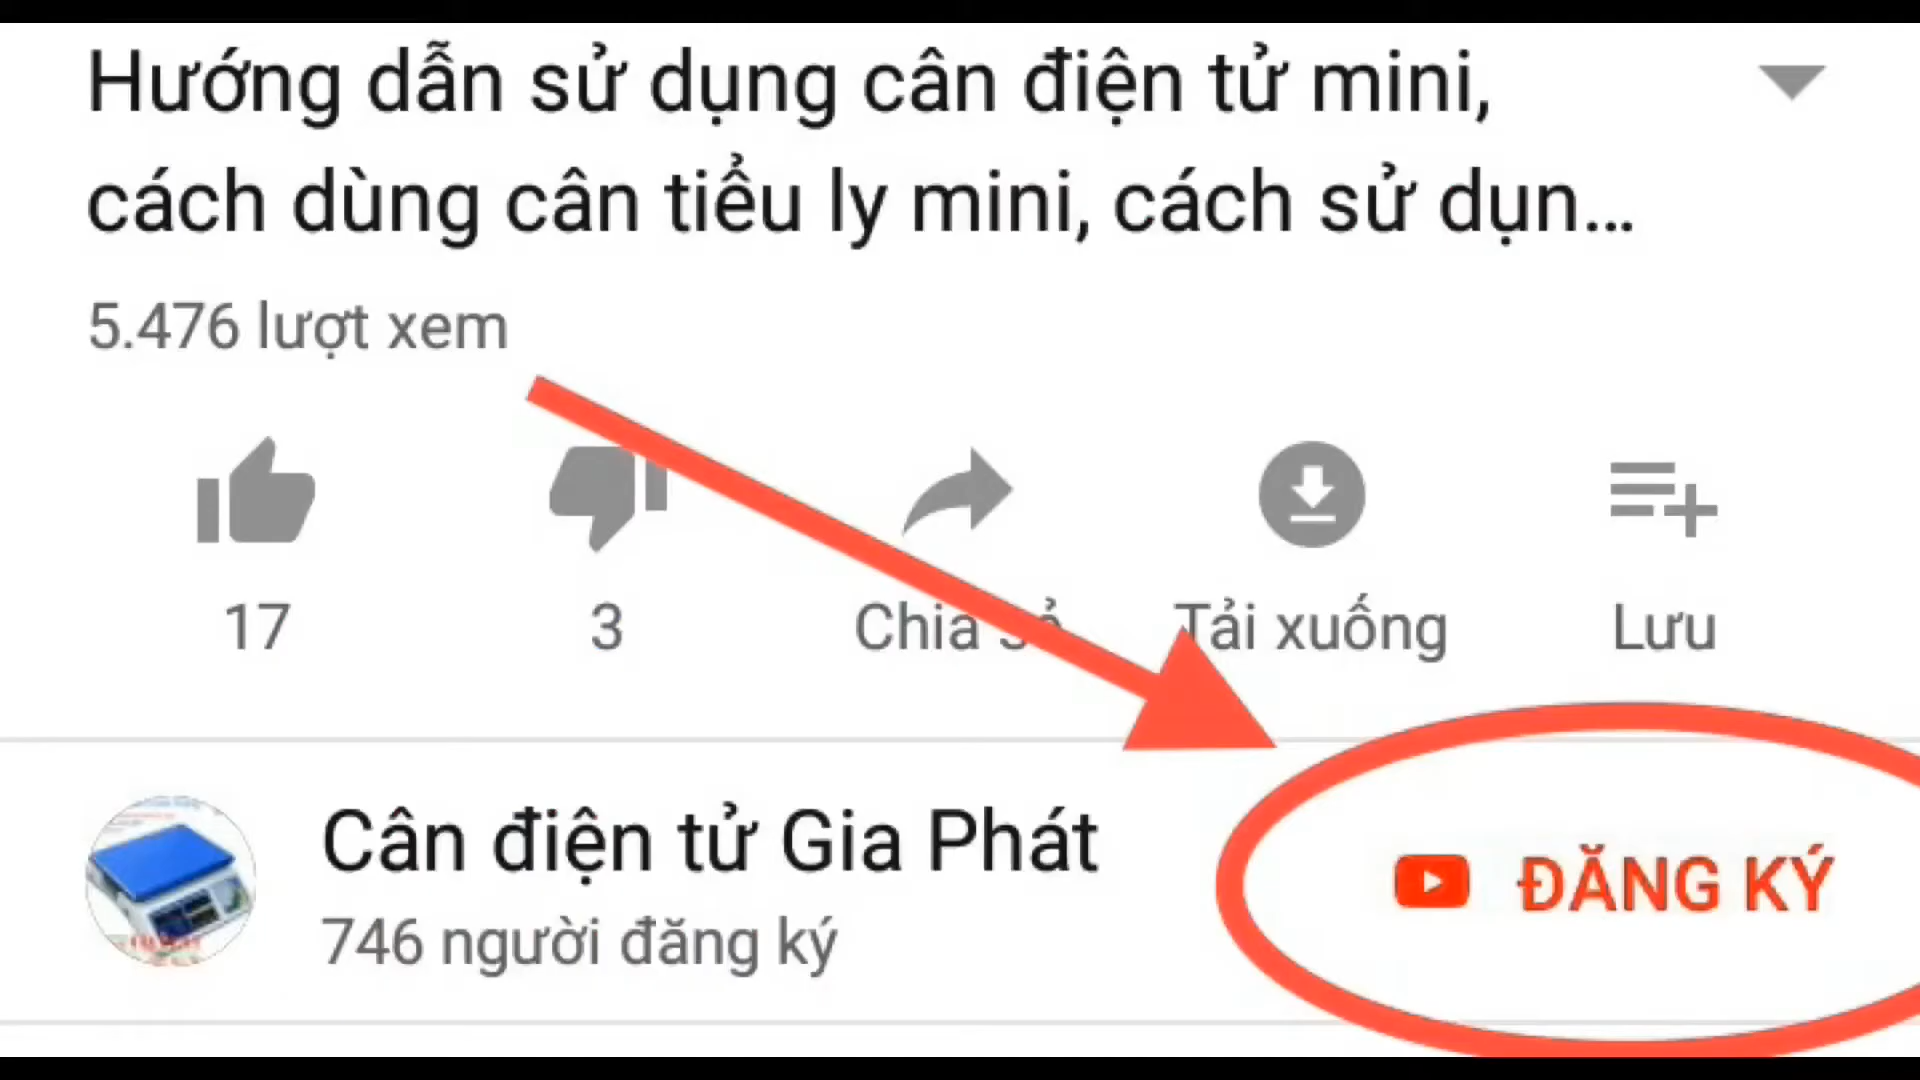 Hướng dẫn sử dụng cân điện tử mini,
cách dùng cân tiểu ly mini, cách sử dụn...
5.476 lượt xem
17
3
Chia sẻ
Tải xuống
Lưu
Cân điện tử Gia Phát
746 người đăng ký
ĐĂNG KÝ